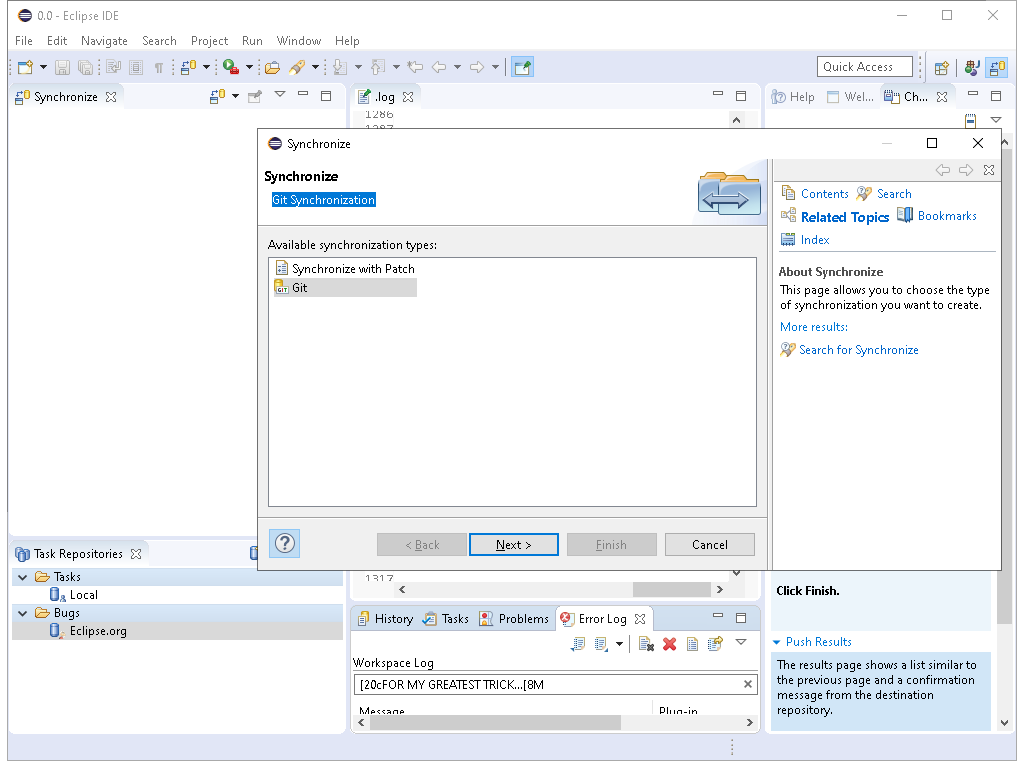 0.0 - Eclipse IDE
File Edit Navigate Search Project Run Window Help
Quick Access
Synchronize
.log
Help Wel... Ch...
1286
Synchronize
Synchronize
Git Synchronization
Available synchronization types:
Synchronize with Patch
GIT Git
< Back Next > Finish Cancel
Contents Search
Related Topics Bookmarks
Index
About Synchronize
This page allows you to choose the type
of synchronization you want to create.
More results:
Search for Synchronize
Task Repositories
Tasks
Local
Bugs
Eclipse.org
1317
History Tasks Problems Error Log
Workspace Log
[20cFOR MY GREATEST TRICK...[8M
Message Plug-in
Click Finish.
Push Results
The results page shows a list similar to
the previous page and a confirmation
message from the destination
repository.